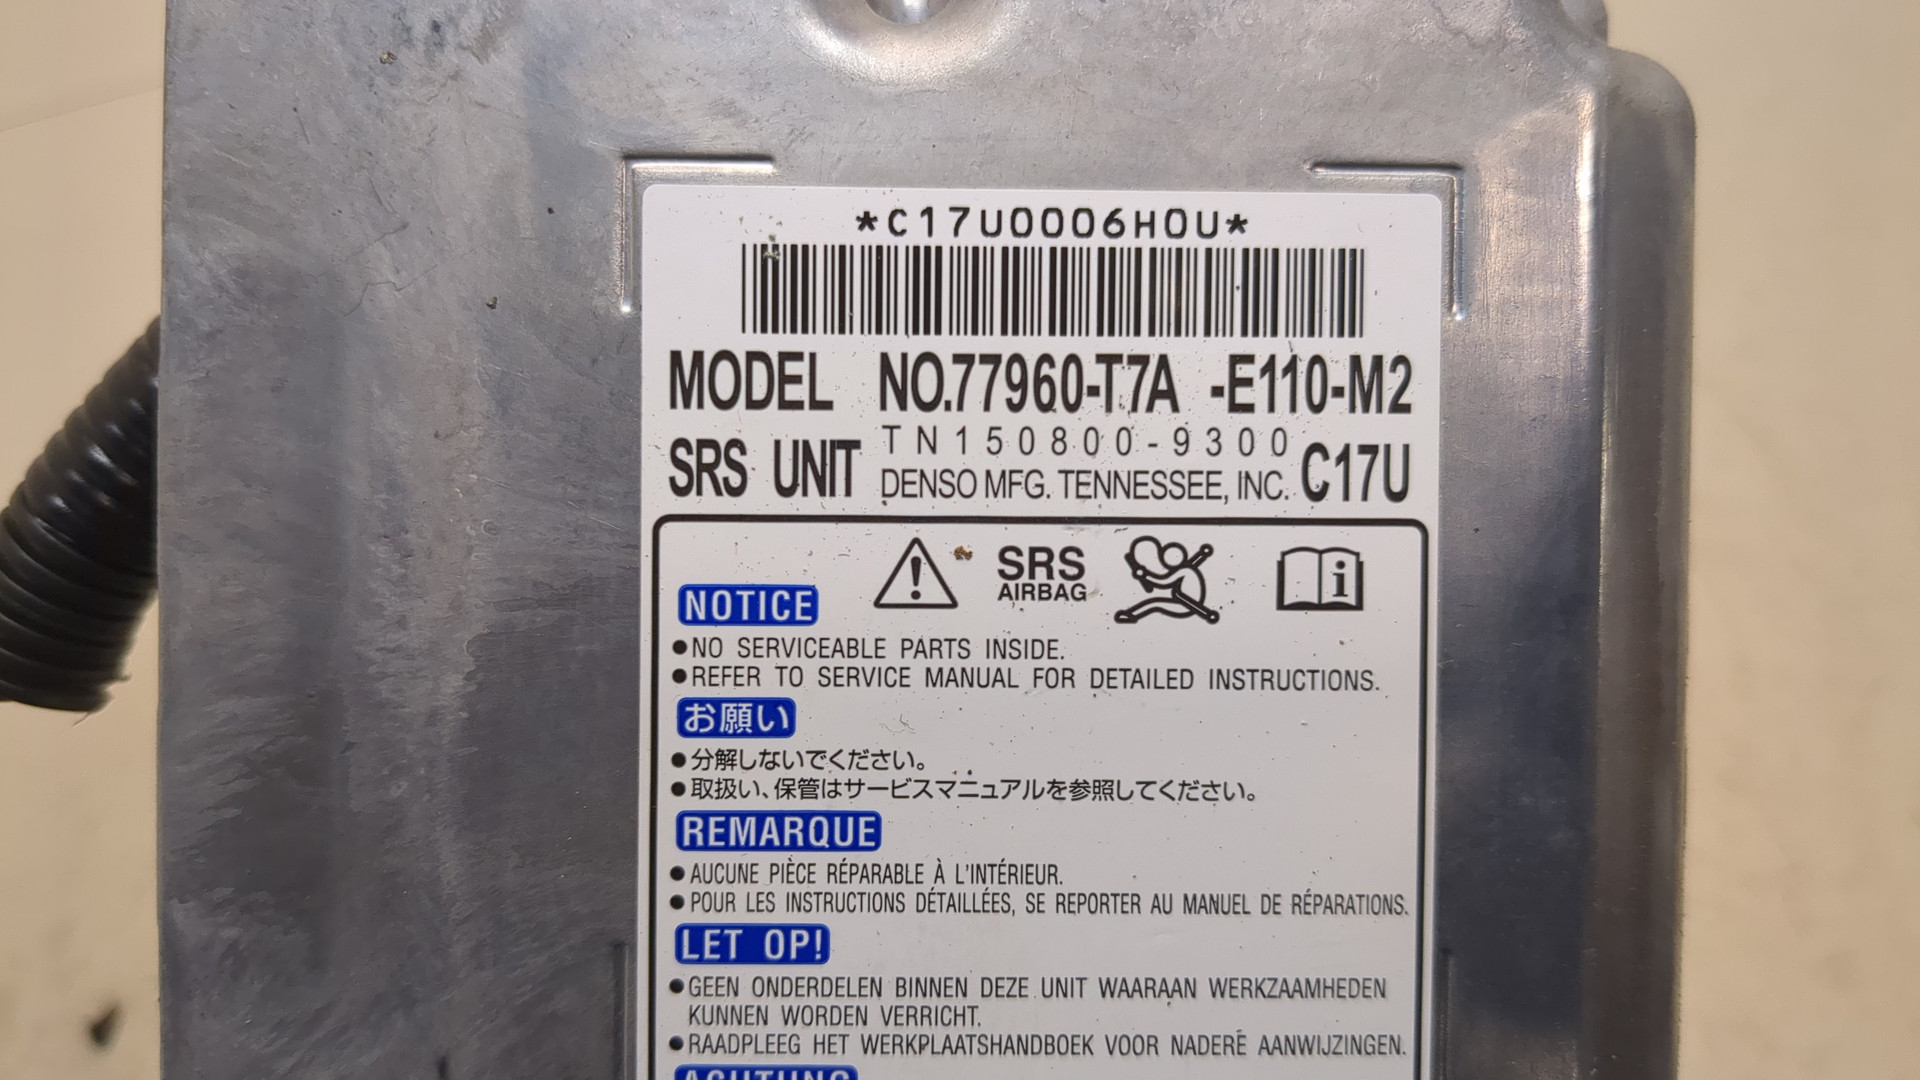 *C17U0006H0U*
MODEL NO.77960-T7A -E110-M2
SRS UNIT TN150800-9300 DENSO MFG. TENNESSEE, INC. C17U
SRS AIRBAG
NOTICE
●NO SERVICEABLE PARTS INSIDE.
●REFER TO SERVICE MANUAL FOR DETAILED INSTRUCTIONS.
お願い
●分解しないでください。
●取扱い、保管はサービスマニュアルを参照してください。
REMARQUE
●AUCUNE PIÈCE RÉPARABLE À L'INTÉRIEUR.
●POUR LES INSTRUCTIONS DÉTAILLÉES, SE REPORTER AU MANUEL DE RÉPARATIONS.
LET OP!
●GEEN ONDERDELEN BINNEN DEZE UNIT WAARAAN WERKZAAMHEDEN
KUNNEN WORDEN VERRICHT.
●RAADPLEEG HET WERKPLAATSHANDBOEK VOOR NADERE AANWIJZINGEN.
ACHTUNG